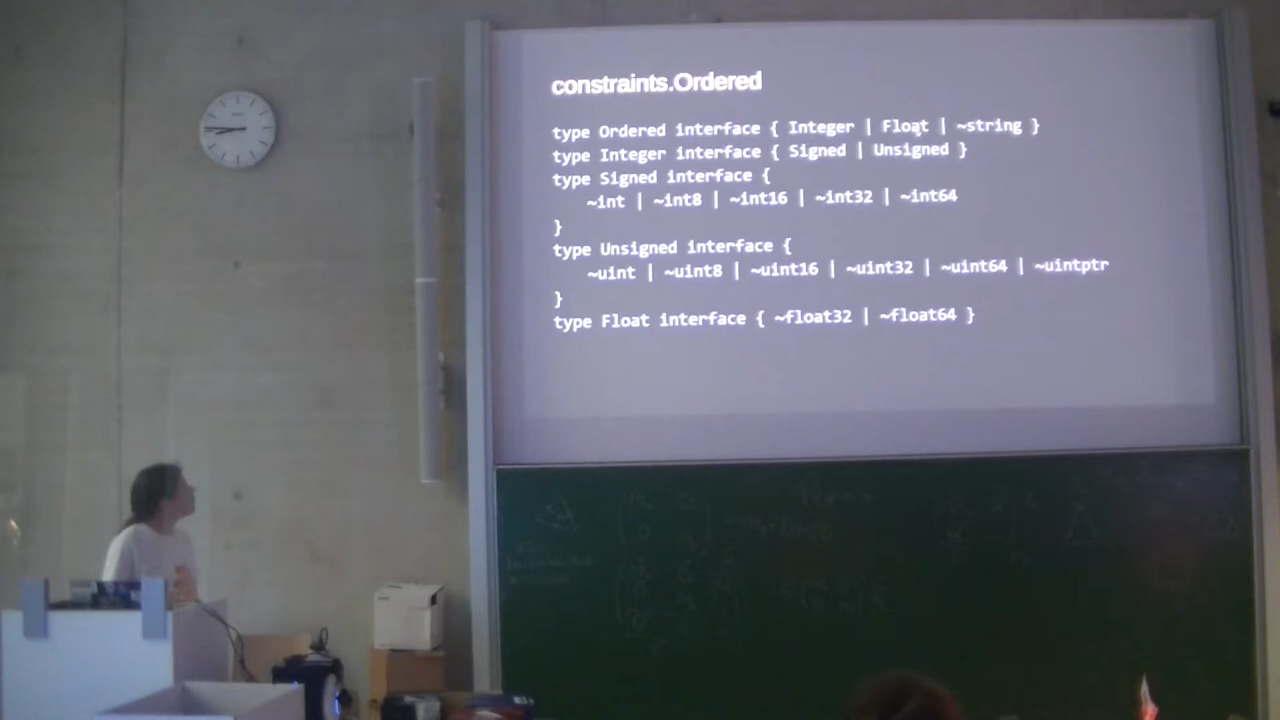 constraints.Ordered
type Ordered interface { Integer | Float | ~string }
type Integer interface { Signed | Unsigned }
type Signed interface {
~int | ~int8 | ~int16 | ~int32 | ~int64
}
type Unsigned interface {
~uint | ~uint8 | ~uint16 | ~uint32 | ~uint64 | ~uintptr
}
type Float interface { ~float32 | ~float64 }